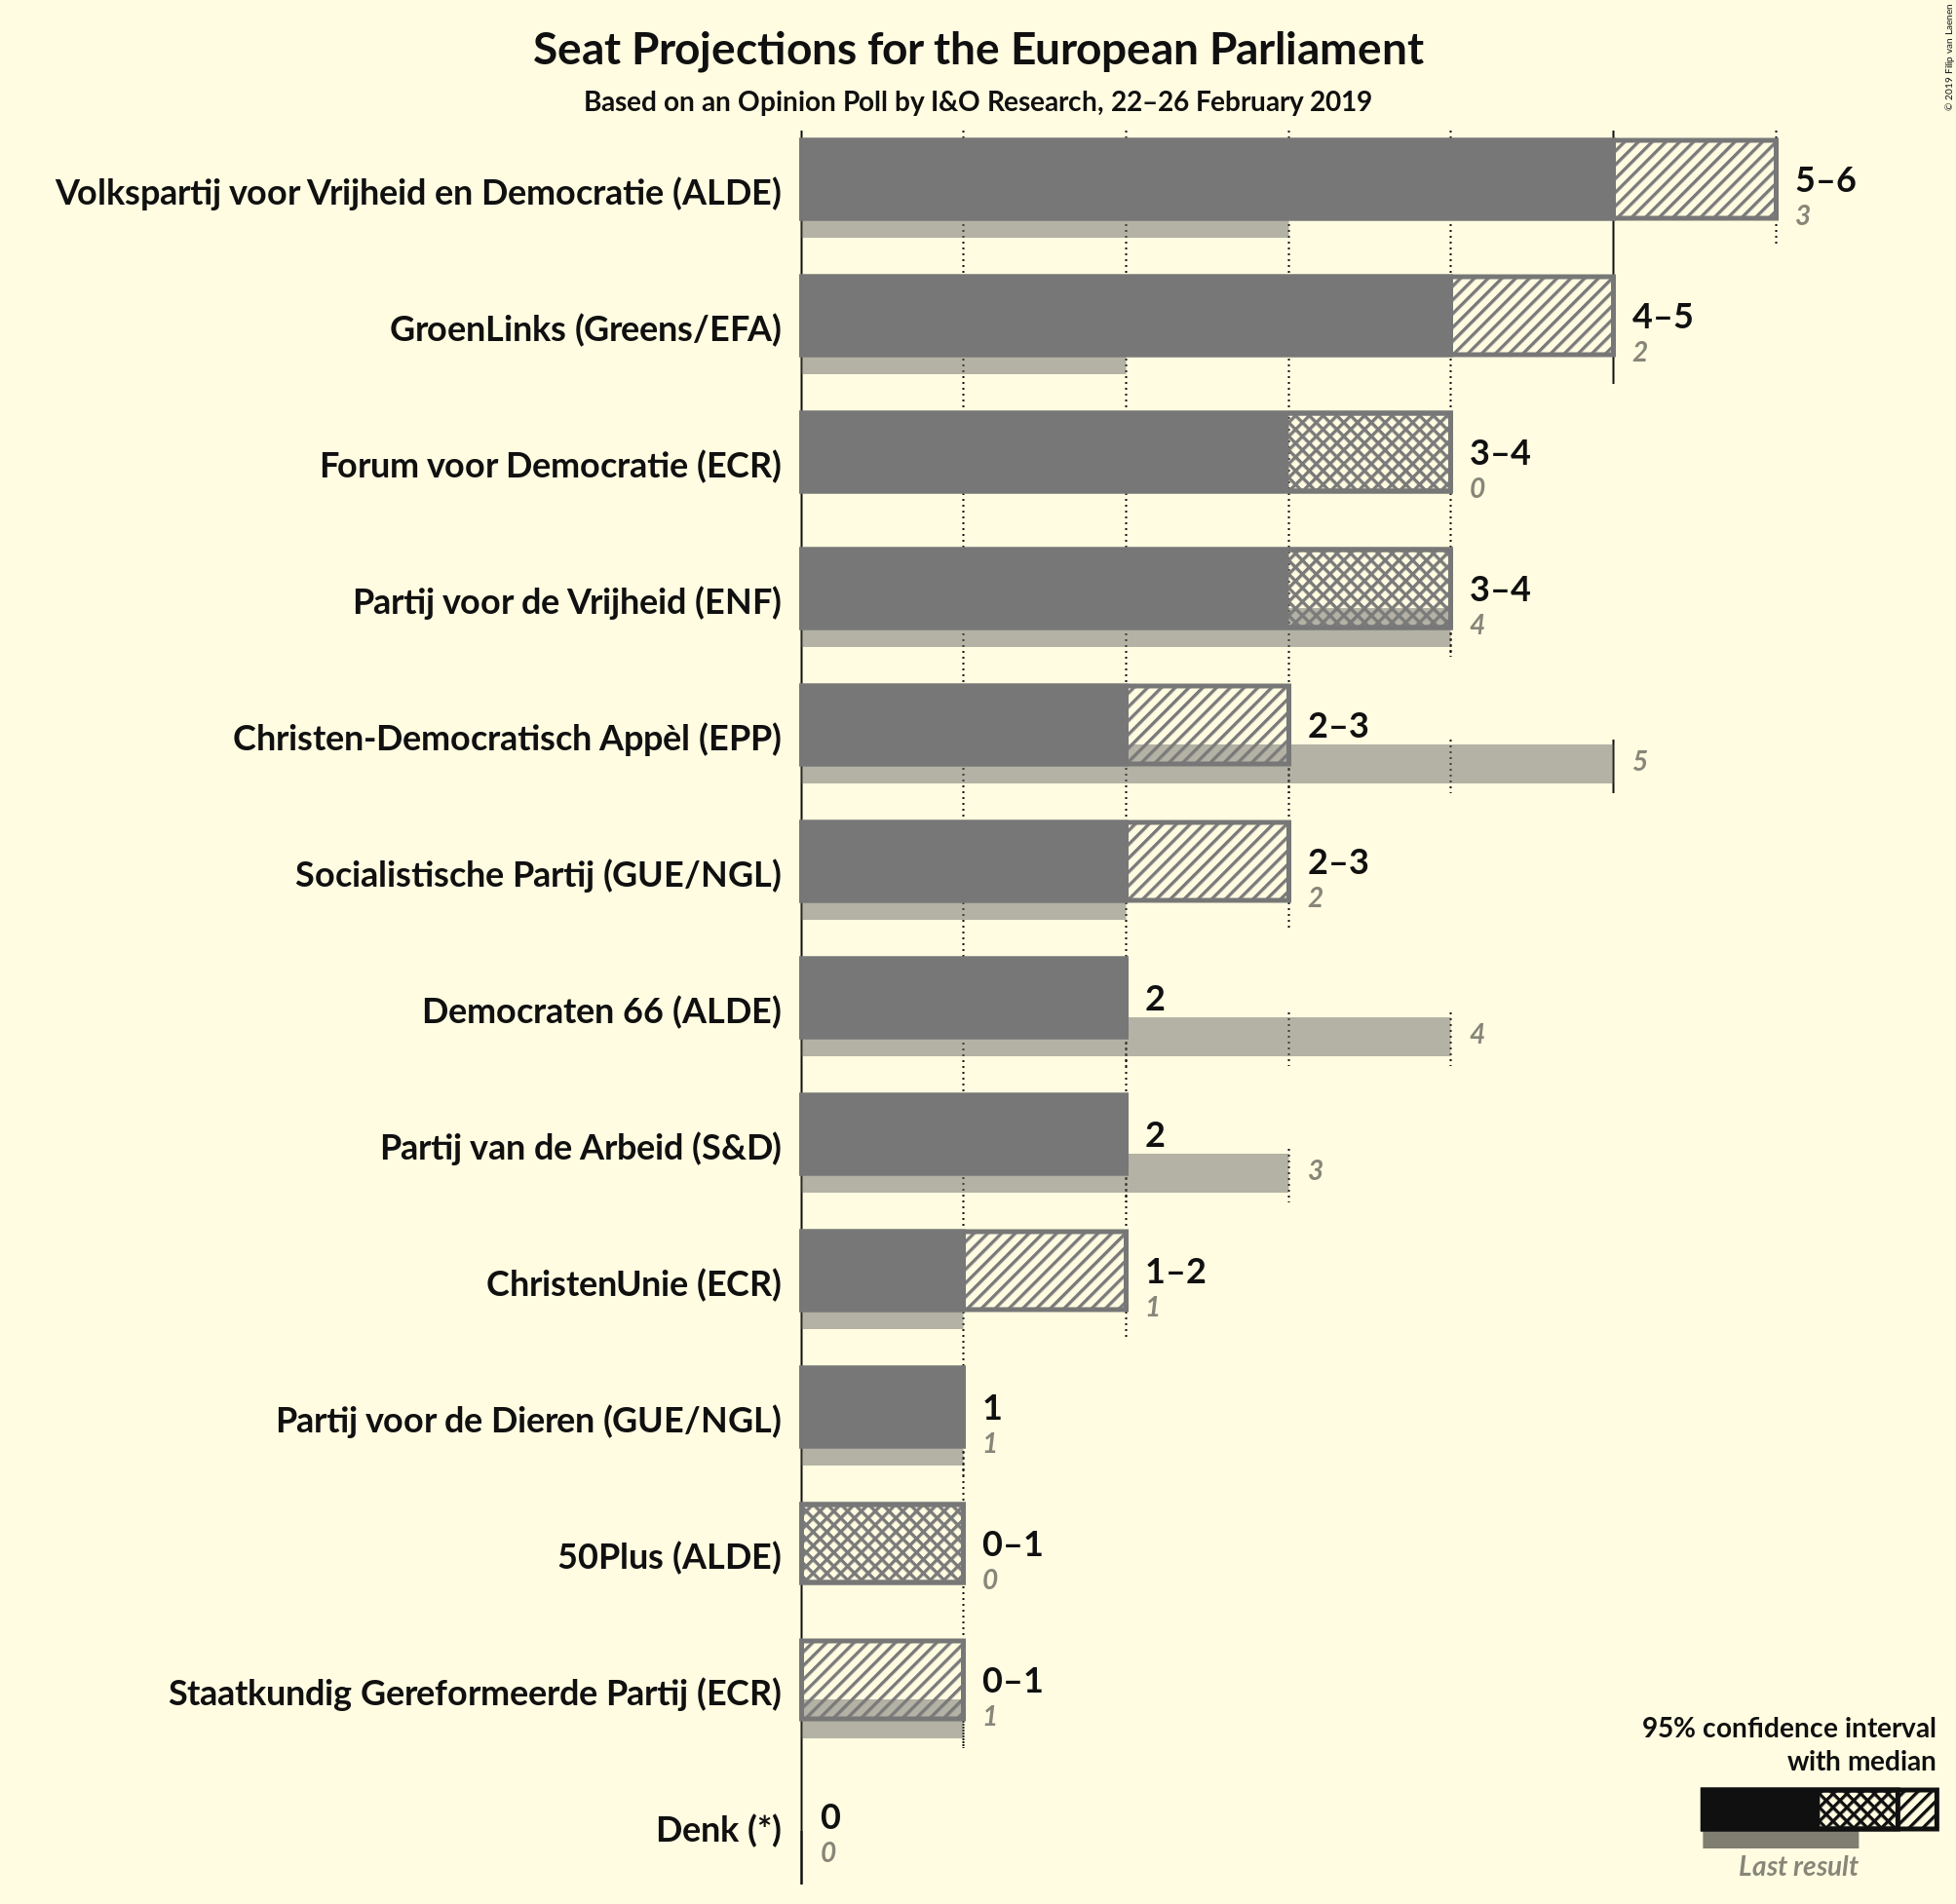 Seat Projections for the European Parliament
Based on an Opinion Poll by I&O Research, 22–26 February 2019
© 2019 Filip van Laenen
Volkspartij voor Vrijheid en Democratie (ALDE)
5–6
3
GroenLinks (Greens/EFA)
4–5
2
Forum voor Democratie (ECR)
3–4
0
Partij voor de Vrijheid (ENF)
3–4
4
Christen-Democratisch Appèl (EPP)
2–3
5
Socialistische Partij (GUE/NGL)
2–3
2
Democraten 66 (ALDE)
2
4
Partij van de Arbeid (S&D)
2
3
ChristenUnie (ECR)
1–2
1
Partij voor de Dieren (GUE/NGL)
1
1
50Plus (ALDE)
0–1
0
Staatkundig Gereformeerde Partij (ECR)
0–1
1
Denk (*)
0
0
95% confidence interval
with median
Last result